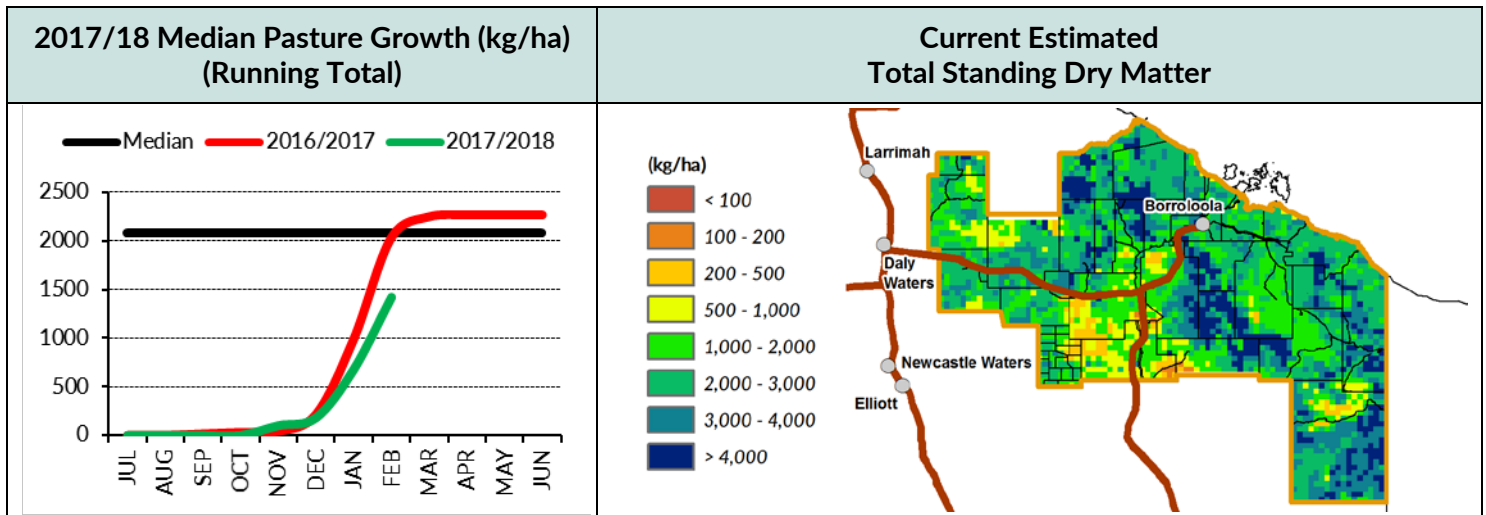 2017/18 Median Pasture Growth (kg/ha)
(Running Total)
Current Estimated
Total Standing Dry Matter
Median
2016/2017
2017/2018
2500
2000
1500
1000
500
0
JUL
AUG
SEP
OCT
NOV
DEC
JAN
FEB
MAR
APR
MAY
JUN
(kg/ha)
< 100
100 - 200
200 - 500
500 - 1,000
1,000 - 2,000
2,000 - 3,000
3,000 - 4,000
> 4,000
Larrimah
Borroloola
Daly
Waters
Newcastle Waters
Elliott